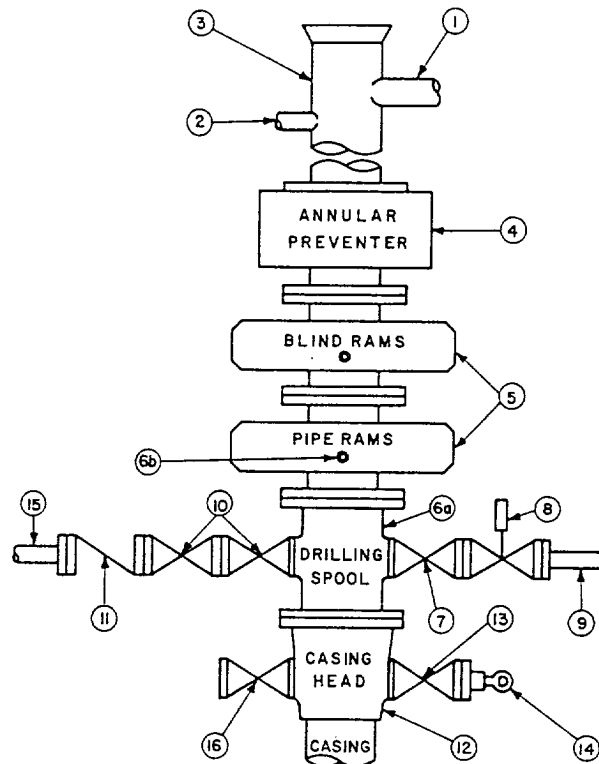 3
1
2
ANNULAR
PREVENTER
4
BLIND RAMS
5
PIPE RAMS
6b
15
10
6a
8
DRILLING
SPOOL
11
7
9
13
CASING
HEAD
16
12
14
CASING